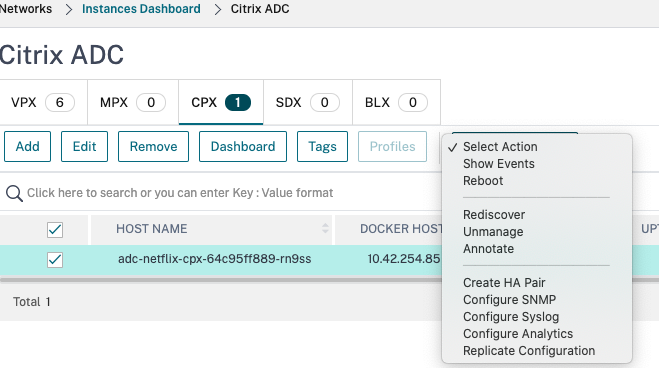 Networks > Instances Dashboard > Citrix ADC
Citrix ADC
VPX 6 MPX 0 CPX 1 SDX 0 BLX 0
Add Edit Remove Dashboard Tags Profiles
Click here to search or you can enter Key : Value format
HOST NAME DOCKER HOST UPT
adc-netflix-cpx-64c95ff889-rn9ss 10.42.254.85
Total 1
✓ Select Action
Show Events
Reboot
Rediscover
Unmanage
Annotate
Create HA Pair
Configure SNMP
Configure Syslog
Configure Analytics
Replicate Configuration